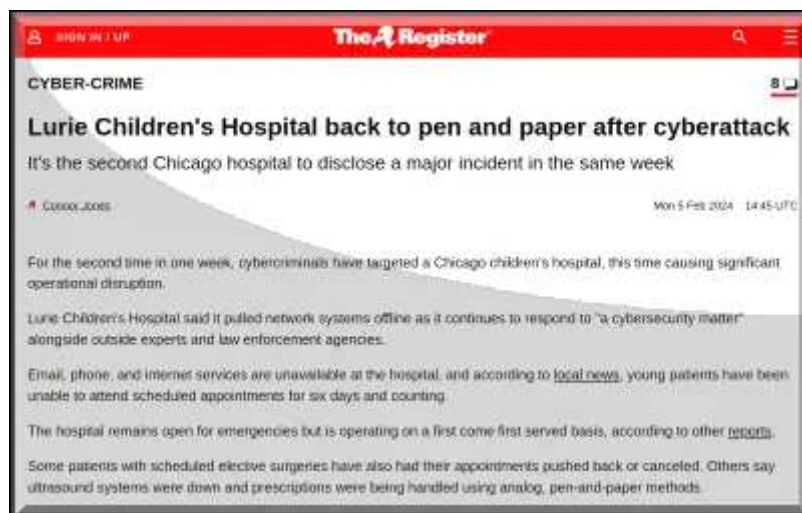 SIGN IN / UP
The Register
CYBER-CRIME
8
Lurie Children's Hospital back to pen and paper after cyberattack
It's the second Chicago hospital to disclose a major incident in the same week
Connor Jones
Mon 5 Feb 2024 14:45 UTC
For the second time in one week, cybercriminals have targeted a Chicago children's hospital, this time causing significant
operational disruption.
Lurie Children's Hospital said it pulled network systems offline as it continues to respond to "a cybersecurity matter"
alongside outside experts and law enforcement agencies.
Email, phone, and internet services are unavailable at the hospital, and according to local news, young patients have been
unable to attend scheduled appointments for six days and counting.
The hospital remains open for emergencies but is operating on a first come first served basis, according to other reports.
Some patients with scheduled elective surgeries have also had their appointments pushed back or canceled. Others say
ultrasound systems were down and prescriptions were being handled using analog, pen-and-paper methods.